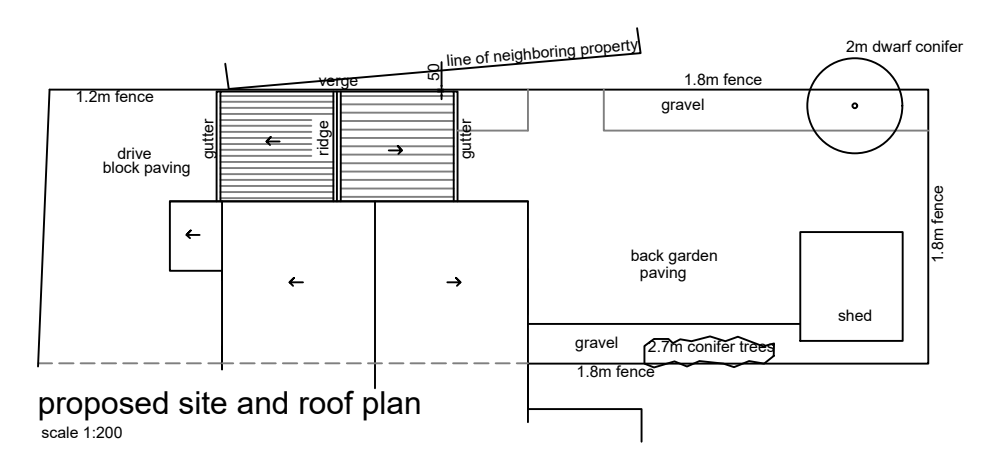 2m dwarf conifer
line of neighboring property
50
verge
1.8m fence
1.2m fence
gravel
gutter
ridge
gutter
drive
block paving
1.8m fence
back garden
paving
shed
gravel
2.7m conifer trees
1.8m fence
proposed site and roof plan
scale 1:200